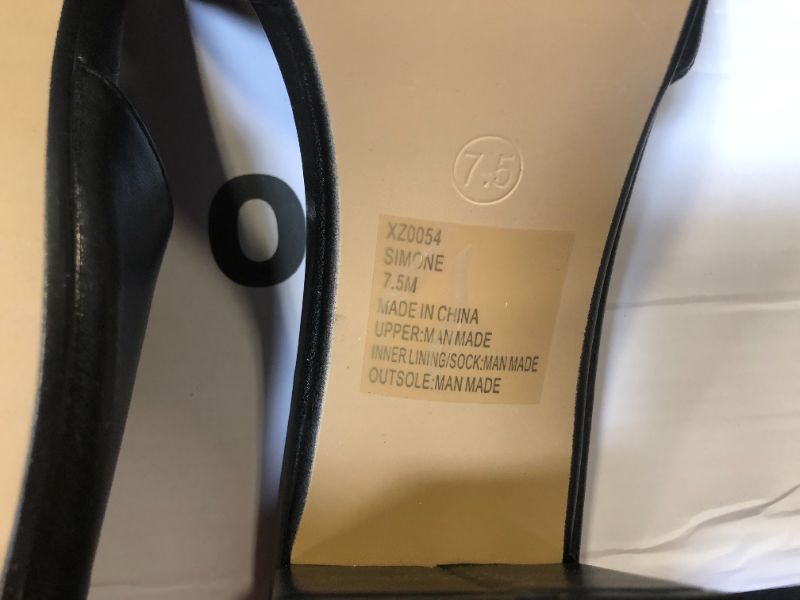 7.5
O
XZ0054
SIMONE
7.5M
MADE IN CHINA
UPPER:MAN MADE
INNER LINING/SOCK:MAN MADE
OUTSOLE:MAN MADE